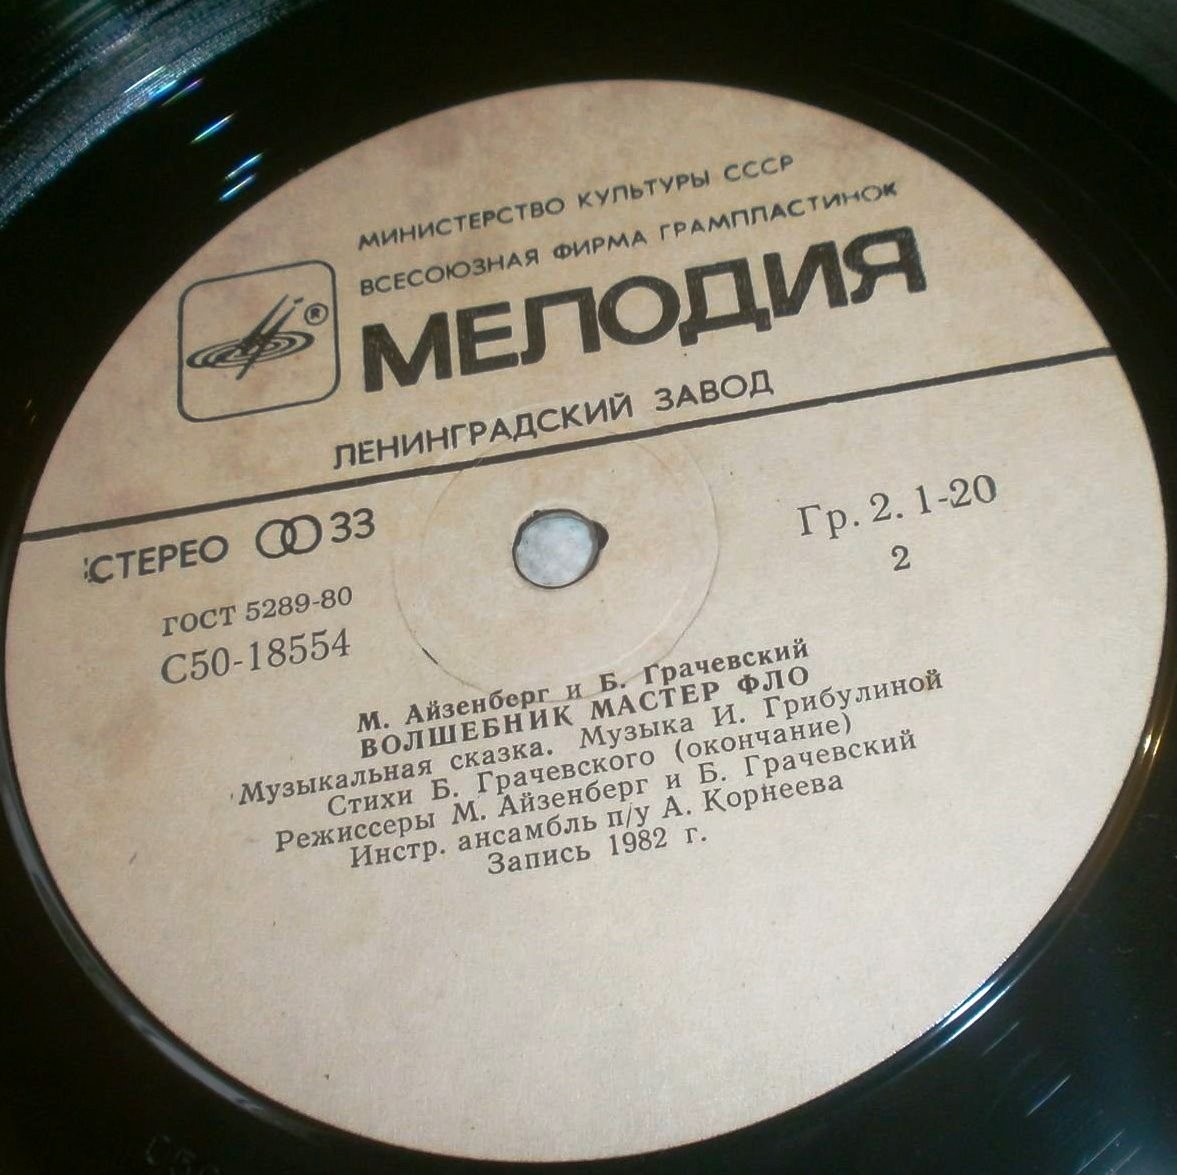 МИНИСТЕРСТВО КУЛЬТУРЫ СССР
ВСЕСОЮЗНАЯ ФИРМА ГРАМПЛАСТИНОК
®
МЕЛОДИЯ
ЛЕНИНГРАДСКИЙ ЗАВОД
СТЕРЕО 33
Гр. 2. 1-20
ГОСТ 5289-80
2
С50-18554
М. Айзенберг и Б. Грачевский
ВОЛШЕБНИК МАСТЕР ФЛО
Музыкальная сказка. Музыка И. Грибулиной
Стихи Б. Грачевского (окончание)
Режиссеры М. Айзенберг и Б. Грачевский
Инстр. ансамбль п/у А. Корнеева
Запись 1982 г.